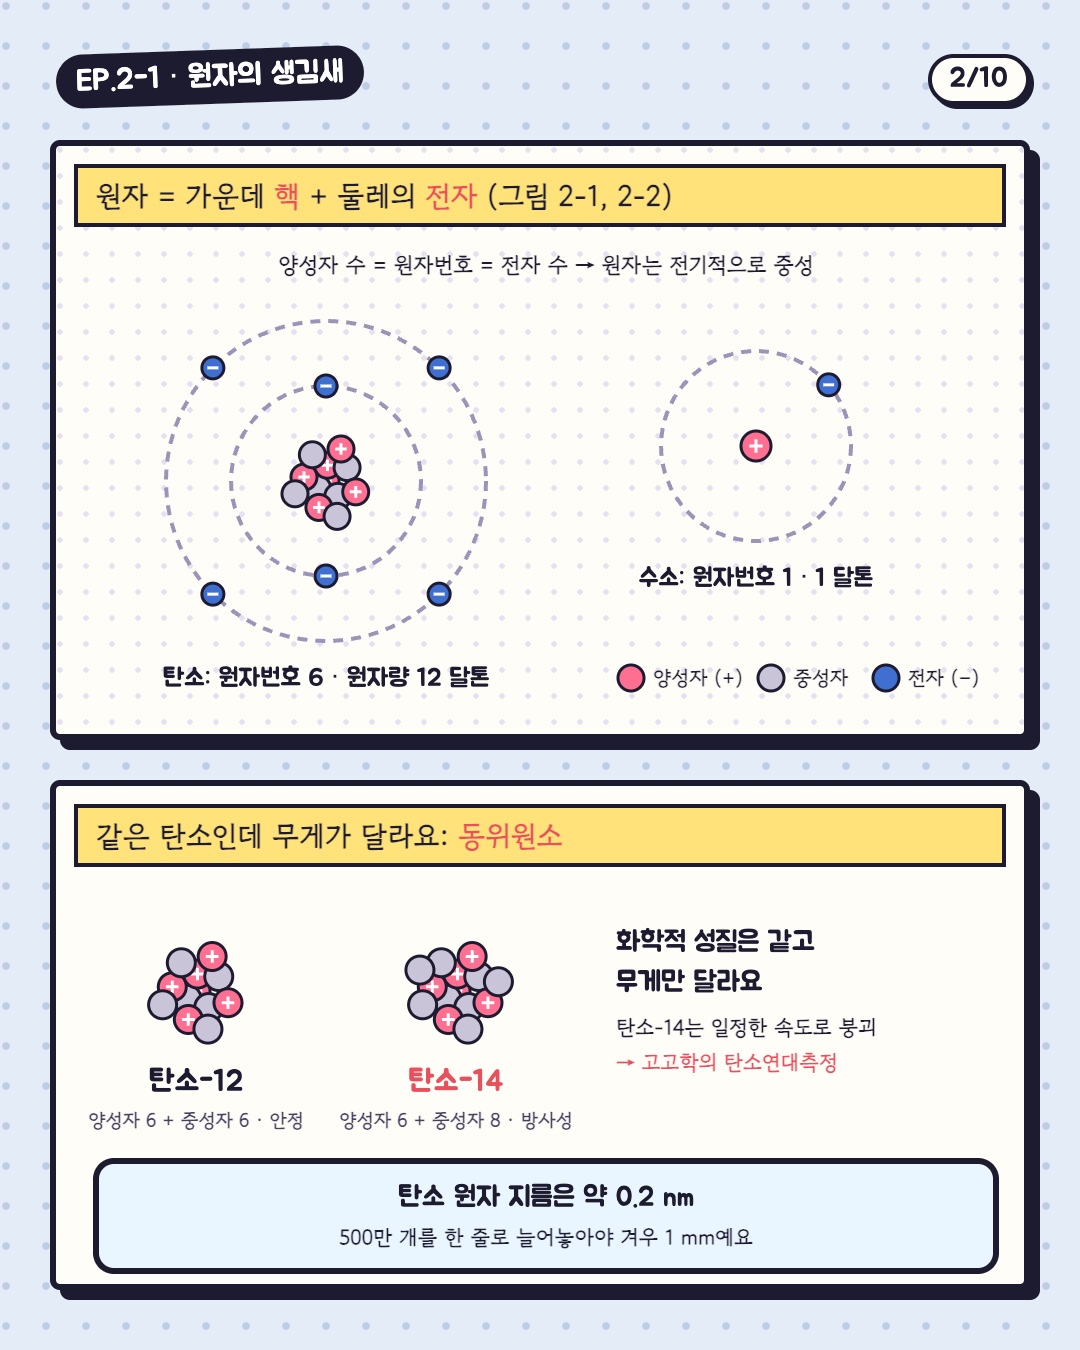 EP.2-1 · 원자의 생김새
2/10
원자 = 가운데 핵 + 둘레의 전자 (그림 2-1, 2-2)
양성자 수 = 원자번호 = 전자 수 → 원자는 전기적으로 중성
수소: 원자번호 1 · 1 달톤
탄소: 원자번호 6 · 원자량 12 달톤
양성자 (+) 중성자 전자 (−)
같은 탄소인데 무게가 달라요: 동위원소
화학적 성질은 같고
무게만 달라요
탄소-14는 일정한 속도로 붕괴
→ 고고학의 탄소연대측정
탄소-12
양성자 6 + 중성자 6 · 안정
탄소-14
양성자 6 + 중성자 8 · 방사성
탄소 원자 지름은 약 0.2 nm
500만 개를 한 줄로 늘어놓아야 겨우 1 mm예요